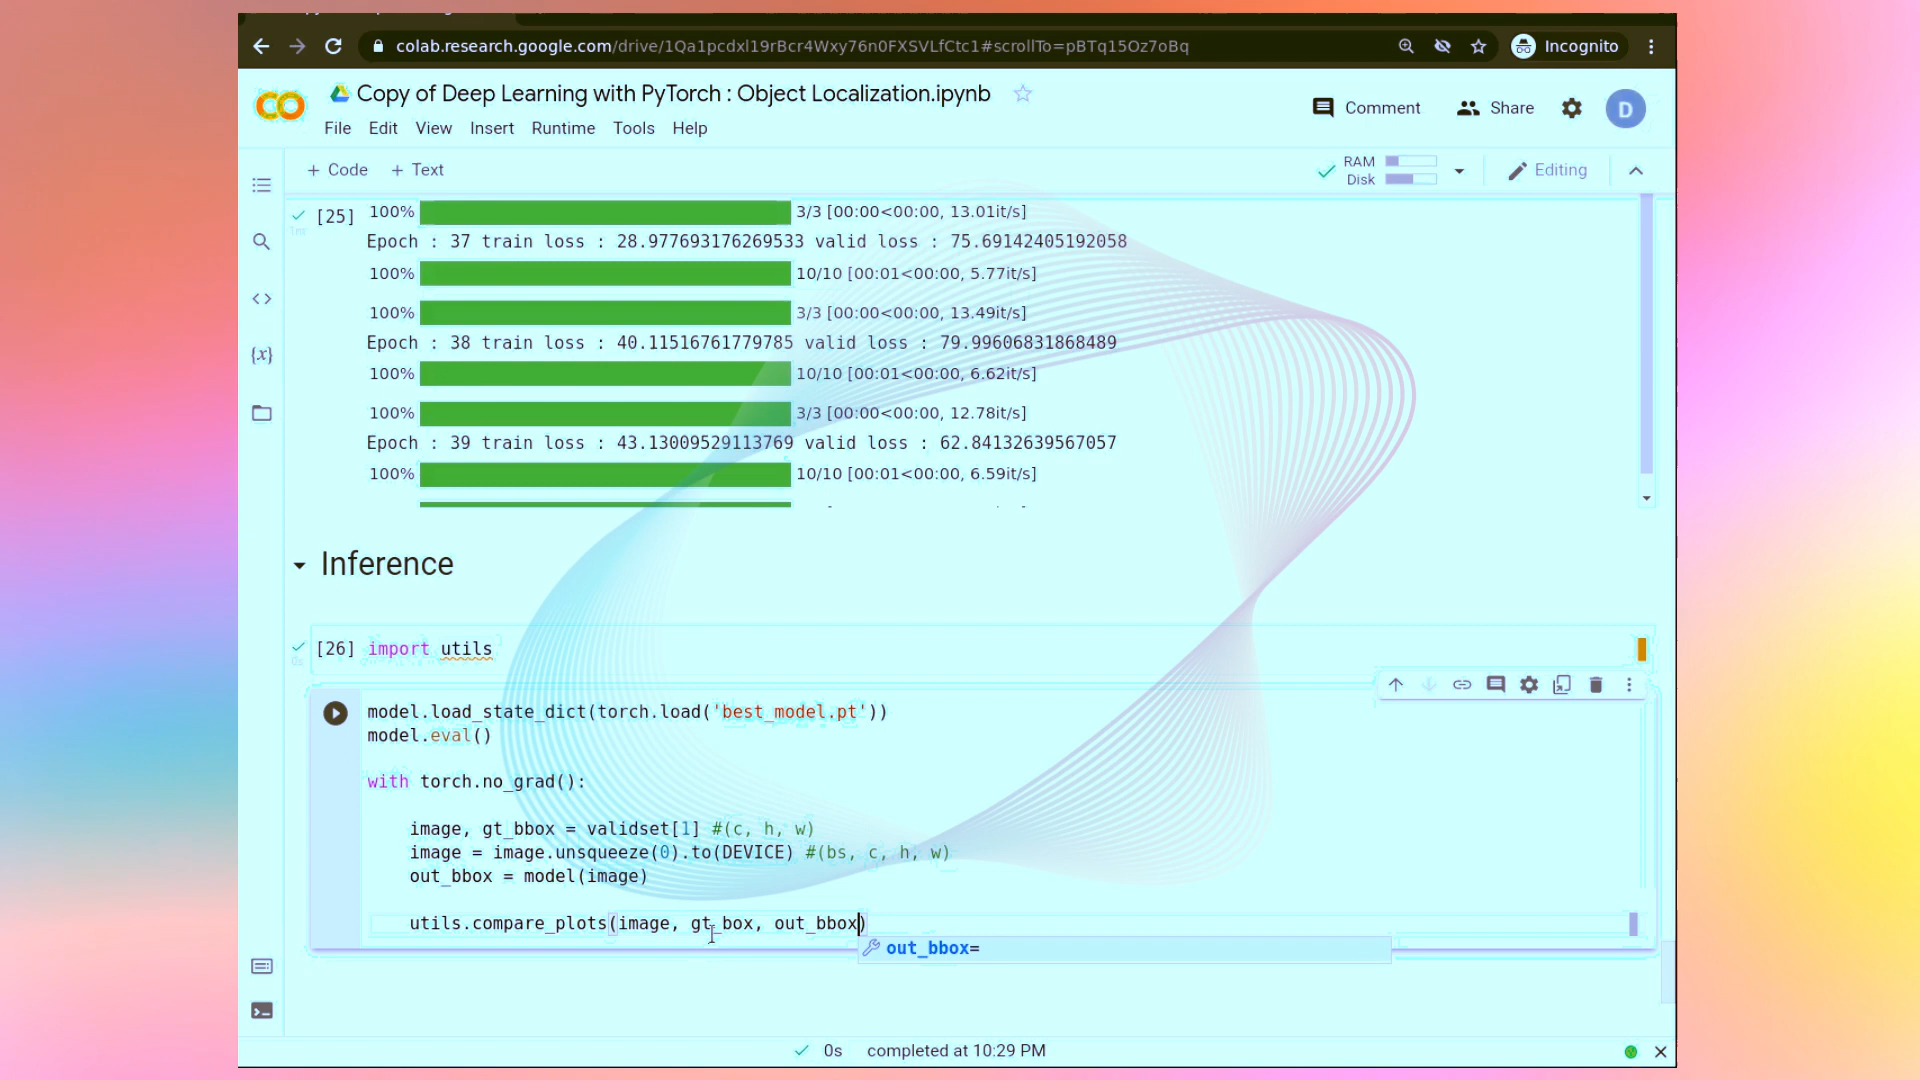 colab.research.google.com/drive/1Qa1pcdxl19rBcr4Wxy76n0FXSVLfCtc1#scrollTo=pBTq15Oz7oBq
Incognito
CO
Copy of Deep Learning with PyTorch : Object Localization.ipynb
Comment
Share
D
File Edit View Insert Runtime Tools Help
+ Code + Text
RAM
Disk
Editing
[25] 100% 3/3 [00:00<00:00, 13.01it/s]
Epoch : 37 train loss : 28.977693176269533 valid loss : 75.69142405192058
100% 10/10 [00:01<00:00, 5.77it/s]
100% 3/3 [00:00<00:00, 13.49it/s]
Epoch : 38 train loss : 40.11516761779785 valid loss : 79.99606831868489
100% 10/10 [00:01<00:00, 6.62it/s]
100% 3/3 [00:00<00:00, 12.78it/s]
Epoch : 39 train loss : 43.13009529113769 valid loss : 62.84132639567057
100% 10/10 [00:01<00:00, 6.59it/s]
Inference
[26] import utils
model.load_state_dict(torch.load('best_model.pt'))
model.eval()
with torch.no_grad():
image, gt_bbox = validset[1] #(c, h, w)
image = image.unsqueeze(0).to(DEVICE) #(bs, c, h, w)
out_bbox = model(image)
utils.compare_plots(image, gt_box, out_bbox)
out_bbox=
0s completed at 10:29 PM